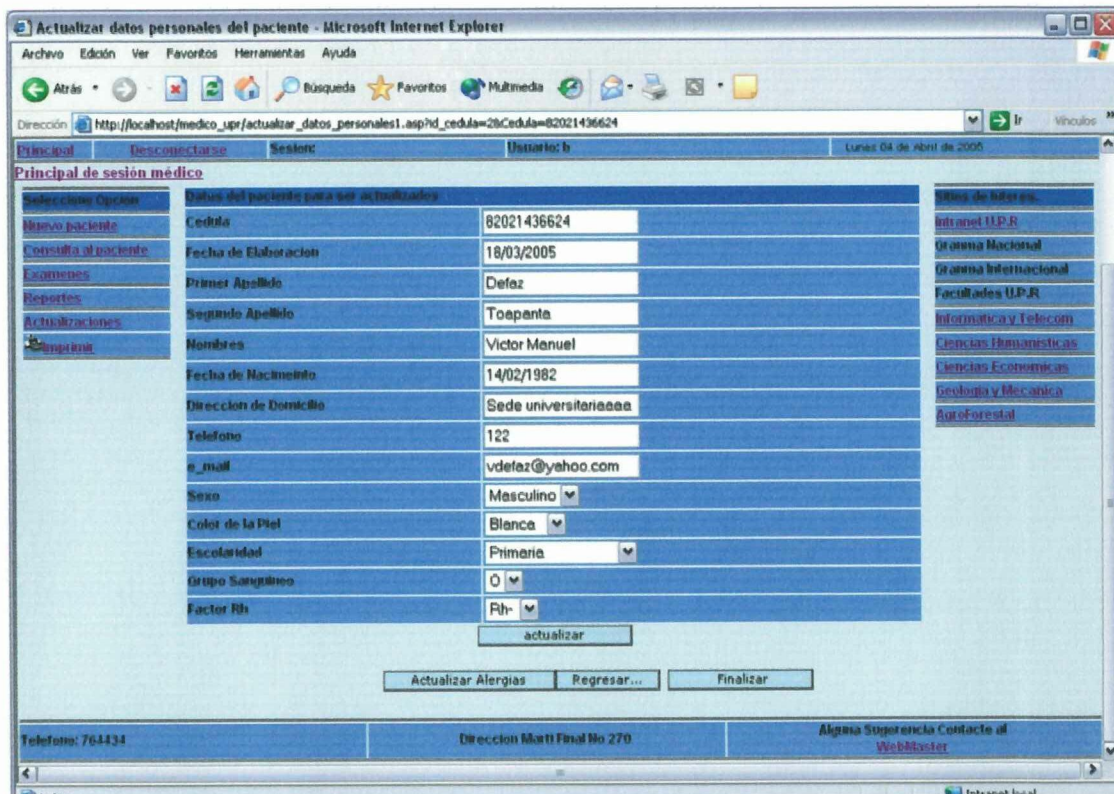 Actualizar datos personales del paciente - Microsoft Internet Explorer
Archivo Edición Ver Favoritos Herramientas Ayuda
Atrás Búsqueda Favoritos Multimedia
Dirección http://localhost/medico_upr/actualizar_datos_personales1.asp?id_cedula=2&Cedula=82021436624 Ir Vínculos
Principal Desconectarse Sesion: Usuario: b Lunes 04 de Abril de 2005
Principal de sesión médico
Seleccione Opcion
Nuevo paciente
Consulta al paciente
Examenes
Reportes
Actualizaciones
Imprimir
Datos del paciente para ser actualizados
Cedula 82021436624
Fecha de Elaboracion 18/03/2005
Primer Apellido Defaz
Segundo Apellido Toapanta
Nombres Victor Manuel
Fecha de Nacimeinto 14/02/1982
Direccion de Domicilio Sede universitariaaaa
Telefono 122
e_mail vdefaz@yahoo.com
Sexo Masculino
Color de la Piel Blanca
Escolaridad Primaria
Grupo Sanguineo O
Factor Rh Rh-
actualizar
Actualizar Alergias Regresar... Finalizar
Sitios de Interes.
Intranet U.P.R
Granma Nacional
Granma Internacional
Facultades U.P.R
Informatica y Telecom
Ciencias Humanísticas
Ciencias Economicas
Geologia y Mecanica
AgroForestal
Telefono: 764434 Direccion Marti Final No 270 Alguna Sugerencia Contacte al
WebMaster
Intranet local